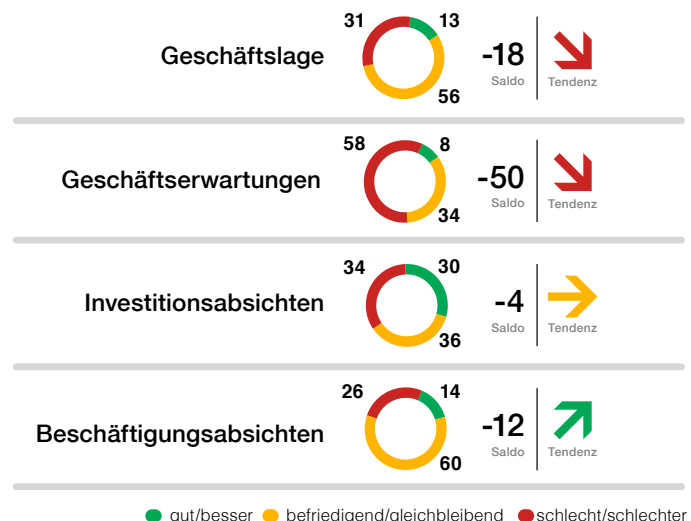 31 13
Geschäftslage -18
Saldo Tendenz
56
58 8
Geschäftserwartungen -50
Saldo Tendenz
34
34 30
Investitionsabsichten -4
Saldo Tendenz
36
26 14
Beschäftigungsabsichten -12
Saldo Tendenz
60
gut/besser befriedigend/gleichbleibend schlecht/schlechter